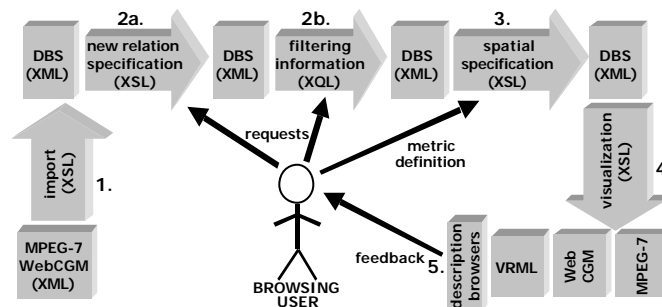 2a.
2b.
3.
DBS
(XML)
new relation
specification
(XSL)
DBS
(XML)
filtering
information
(XQL)
DBS
(XML)
spatial
specification
(XSL)
DBS
(XML)
import
(XSL)
1.
requests
metric
definition
visualization
(XSL)
4.
MPEG-7
WebCGM
(XML)
feedback
5.
description
browsers
VRML
Web
CGM
MPEG-7
BROWSING
USER